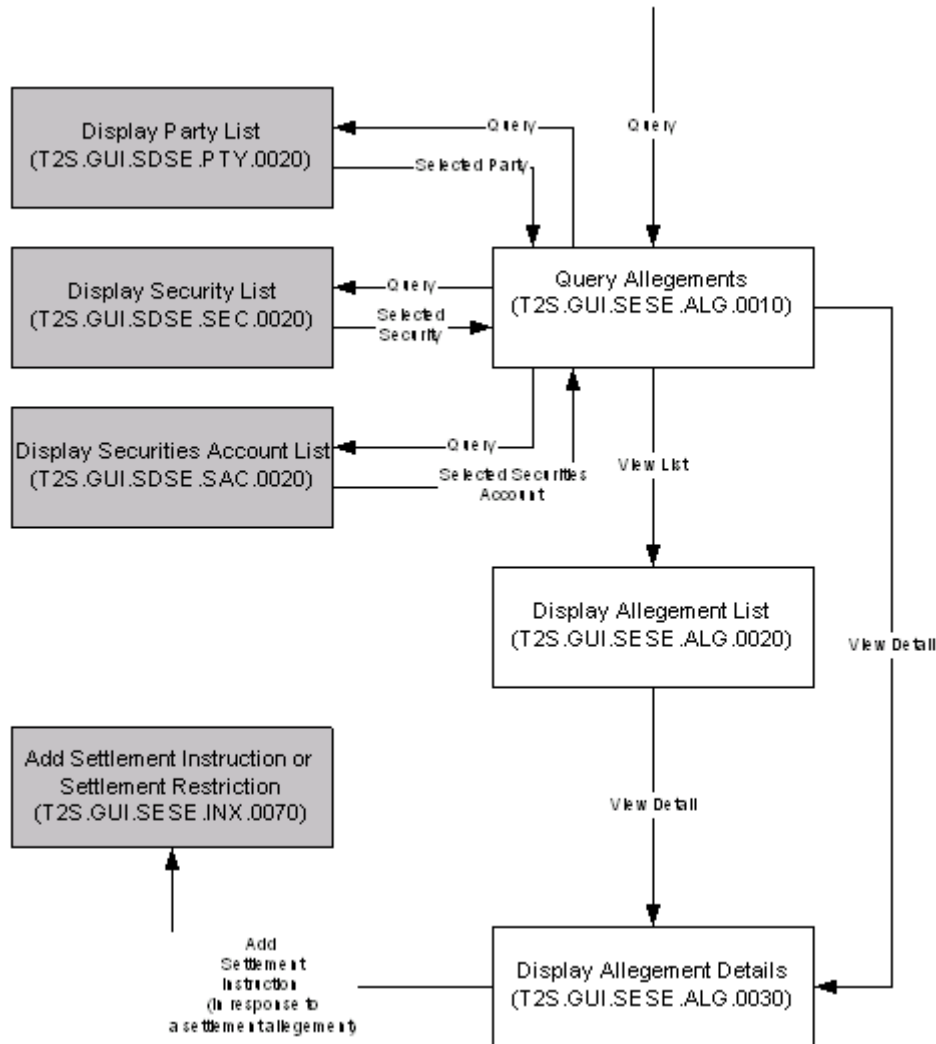 Query
Display Party List
(T2S.GUI.SDSE.PTY.0020)
Query
Selected Party
Display Security List
(T2S.GUI.SDSE.SEC.0020)
Query
Selected
Security
Query Allegements
(T2S.GUI.SESE.ALG.0010)
Display Securities Account List
(T2S.GUI.SDSE.SAC.0020)
Query
Selected Securities
Account
View List
Display Allegement List
(T2S.GUI.SESE.ALG.0020)
View Detail
Add Settlement Instruction or
Settlement Restriction
(T2S.GUI.SESE.INX.0070)
View Detail
Add
Settlement
Instruction
(In response to
a settlement allegement)
Display Allegement Details
(T2S.GUI.SESE.ALG.0030)